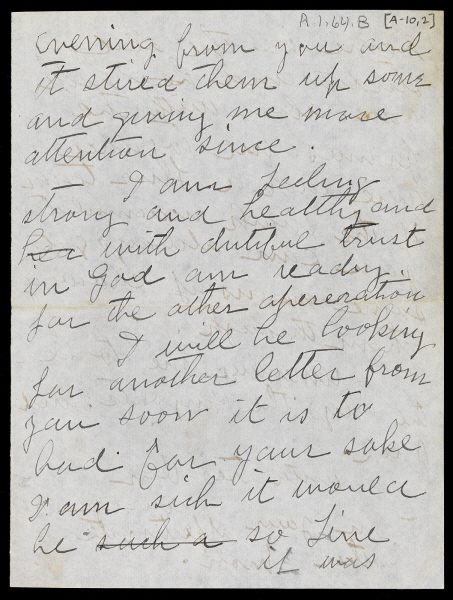 A.1.64.B [A-10,2]
evening from you and
it stired them up some
and giving me more
attention since.
I am feeling
strong and healthy and
her with dutiful trust
in God am ready.
for the other opereration
I will be looking
for another letter from
you soon it is to
bad for your sake
I am sick it would
be such a so fine
it was